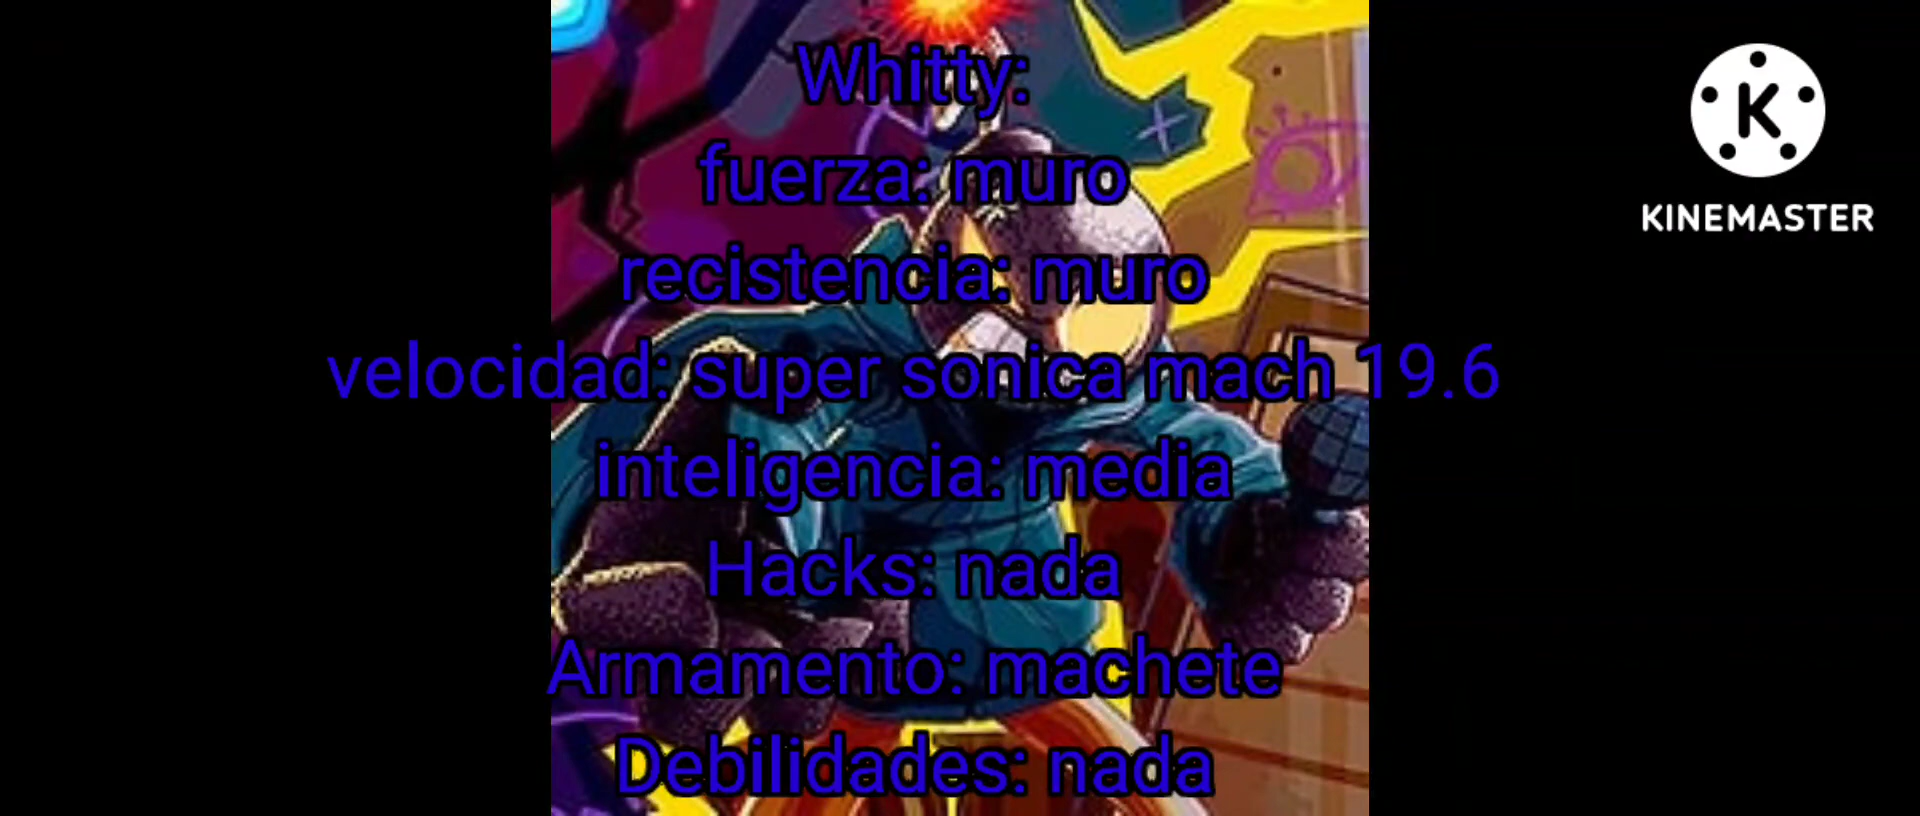 Whitty:
fuerza: muro
recistencia: muro
velocidad: super sonica mach 19.6
inteligencia: media
Hacks: nada
Armamento: machete
Debilidades: nada
K
KINEMASTER